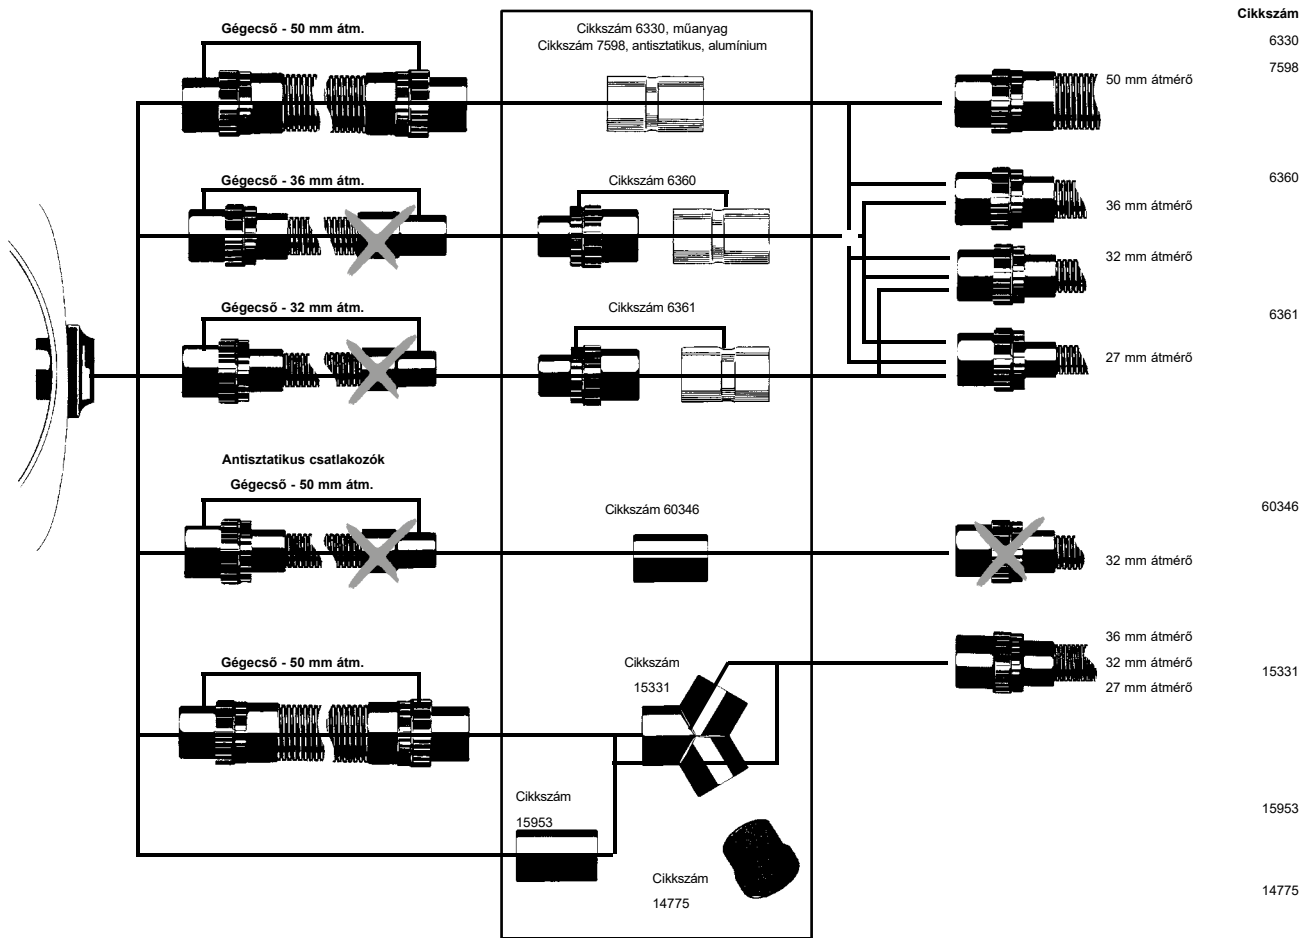 Cikkszám
Gégecső - 50 mm átm.
Cikkszám 6330, műanyag
Cikkszám 7598, antisztatikus, alumínium
6330
7598
50 mm átmérő
Gégecső - 36 mm átm.
Cikkszám 6360
6360
36 mm átmérő
32 mm átmérő
Gégecső - 32 mm átm.
Cikkszám 6361
6361
27 mm átmérő
Antisztatikus csatlakozók
Gégecső - 50 mm átm.
Cikkszám 60346
60346
32 mm átmérő
36 mm átmérő
Gégecső - 50 mm átm.
Cikkszám
15331
32 mm átmérő
15331
27 mm átmérő
Cikkszám
15953
15953
Cikkszám
14775
14775